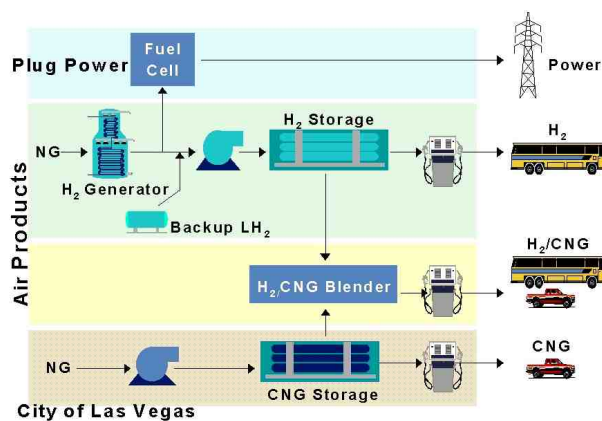 Fuel
Cell
Plug Power
Power
H₂ Storage
H₂
NG
H₂ Generator
Backup LH₂
Air Products
H₂/CNG
H₂/CNG Blender
CNG
NG
CNG Storage
City of Las Vegas